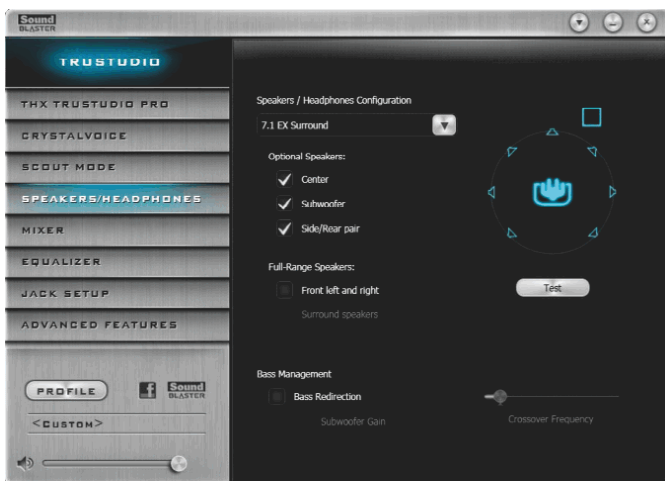 Sound
BLASTER
TRUSTUDIO
THX TRUSTUDIO PRO
CRYSTALVOICE
SCOUT MODE
SPEAKERS/HEADPHONES
MIXER
EQUALIZER
JACK SETUP
ADVANCED FEATURES
PROFILE
f
Sound
BLASTER
<CUSTOM>
Speakers / Headphones Configuration
7.1 EX Surround
Optional Speakers:
Center
Subwoofer
Side/Rear pair
Full-Range Speakers:
Front left and right
Surround speakers
Test
Bass Management
Bass Redirection
Subwoofer Gain
Crossover Frequency